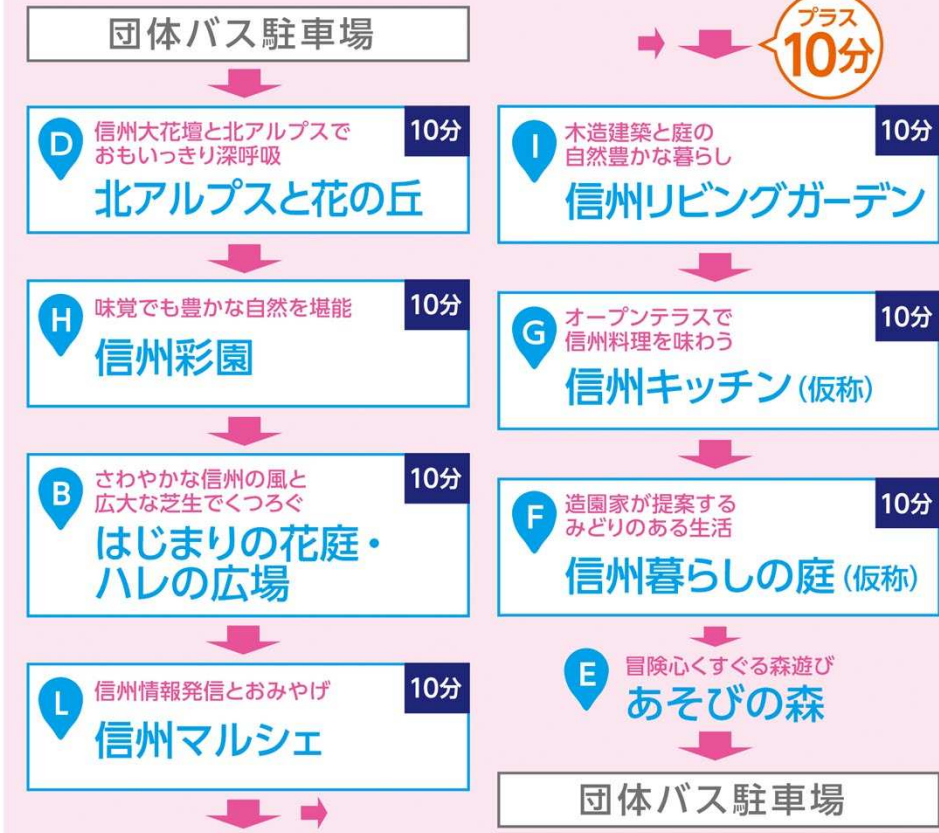 団体バス駐車場
D
信州大花壇と北アルプスで
おもいっきり深呼吸
10分
北アルプスと花の丘
H
味覚でも豊かな自然を堪能
10分
信州彩園
B
さわやかな信州の風と
広大な芝生でくつろぐ
10分
はじまりの花庭・
ハレの広場
L
信州情報発信とおみやげ
10分
信州マルシェ
プラス
10分
I
木造建築と庭の
自然豊かな暮らし
10分
信州リビングガーデン
G
オープンテラスで
信州料理を味わう
10分
信州キッチン(仮称)
F
造園家が提案する
みどりのある生活
10分
信州暮らしの庭(仮称)
E
冒険心くすぐる森遊び
あそびの森
団体バス駐車場